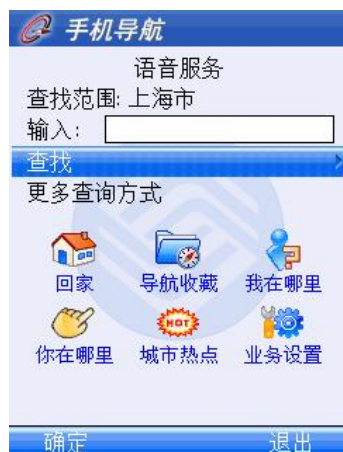 手机导航
语音服务
查找范围: 上海市
输入:
查找
更多查询方式
回家 导航收藏 我在哪里
HOT
你在哪里 城市热点 业务设置
确定 退出